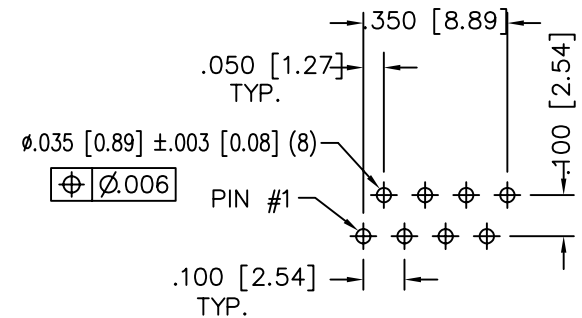 .350 [8.89]
.050 [1.27]
TYP.
.100 [2.54]
ø.035 [0.89] ±.003 [0.08] (8)
⌖ Ø.006
PIN #1
.100 [2.54]
TYP.